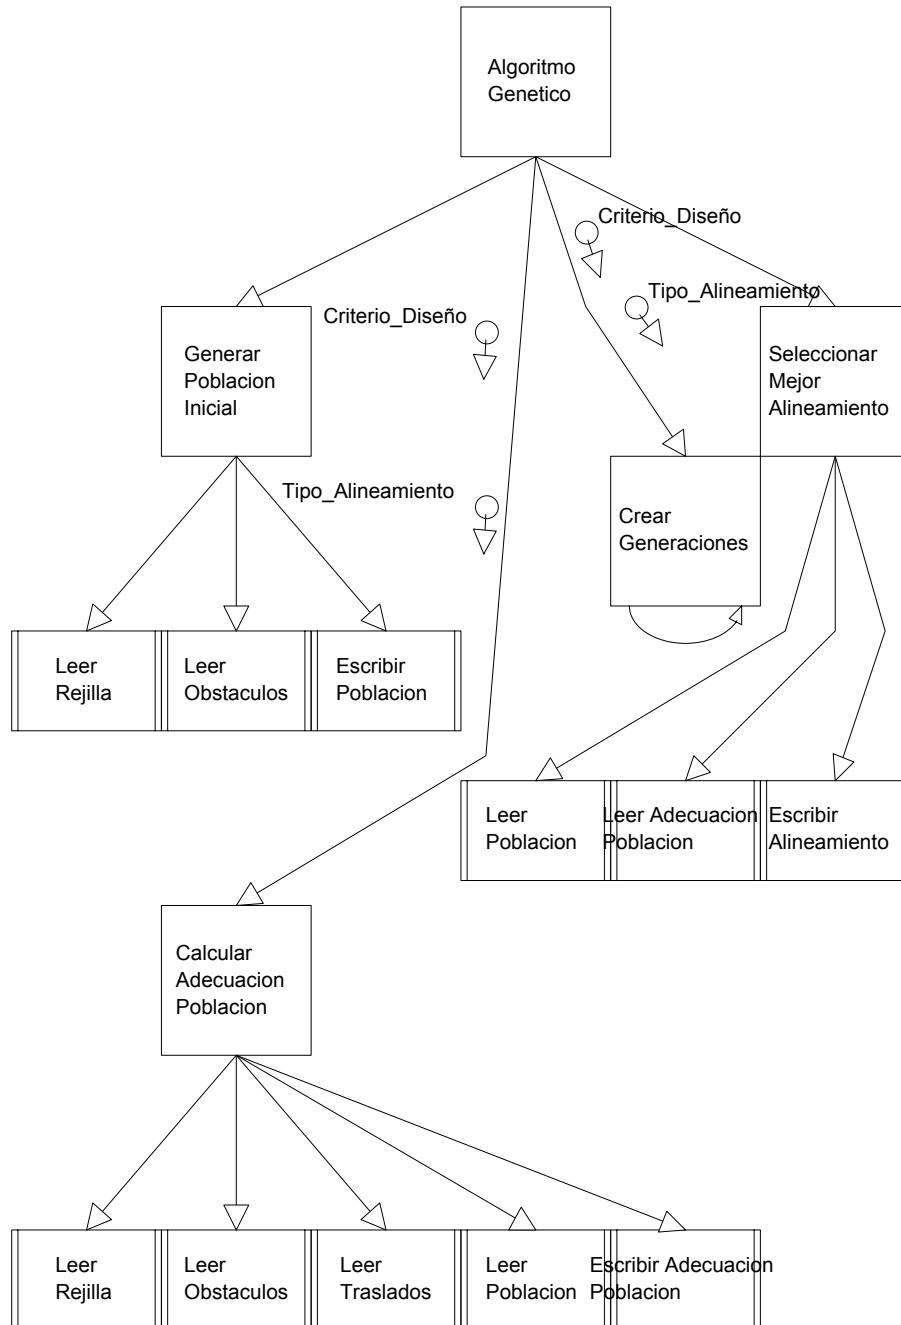 Algoritmo
Genetico
Criterio_Diseño
Tipo_Alineamiento
Criterio_Diseño
Generar
Poblacion
Inicial
Seleccionar
Mejor
Alineamiento
Tipo_Alineamiento
Crear
Generaciones
Leer
Rejilla
Leer
Obstaculos
Escribir
Poblacion
Leer
Poblacion
Leer Adecuacion
Poblacion
Escribir
Alineamiento
Calcular
Adecuacion
Poblacion
Leer
Rejilla
Leer
Obstaculos
Leer
Traslados
Leer
Poblacion
Escribir Adecuacion
Poblacion